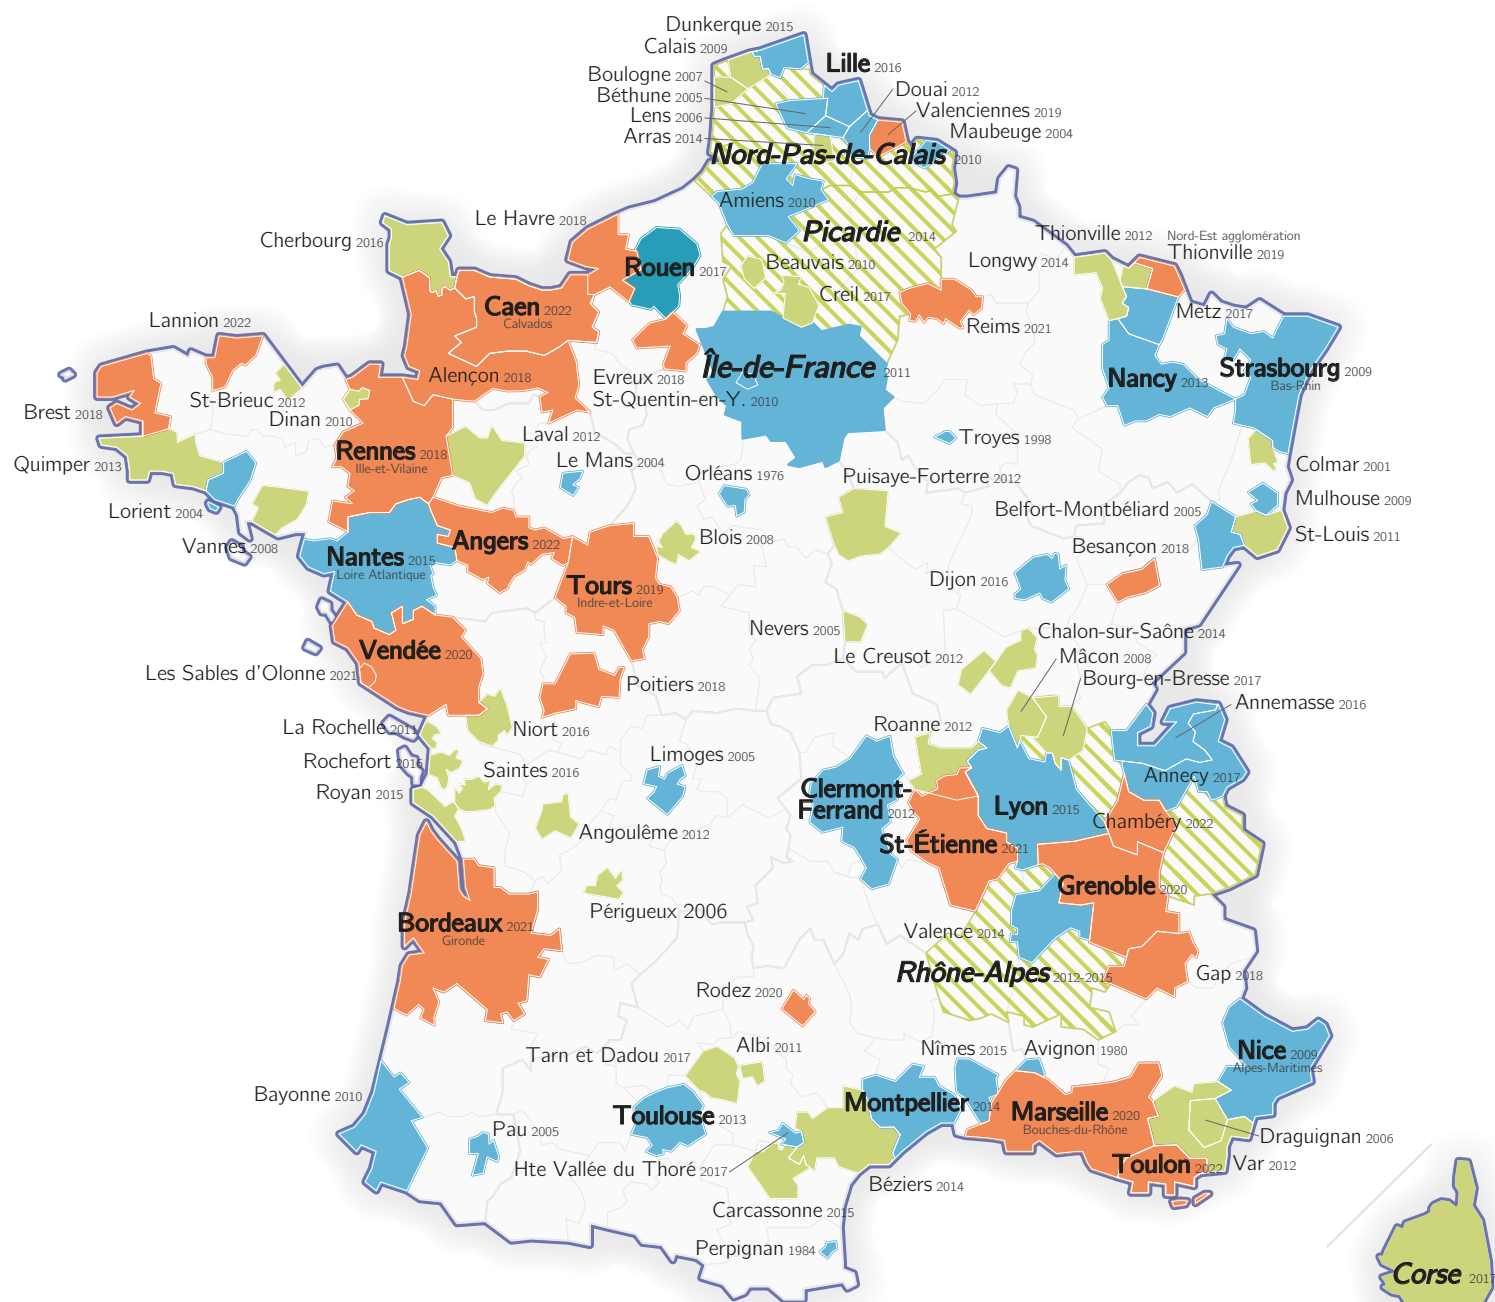 Dunkerque 2015
Calais 2009
Lille 2016
Boulogne 2007
Douai 2012
Béthune 2005
Valenciennes 2019
Lens 2006
Maubeuge 2004
Arras 2014
Nord-Pas-de-Calais 2010
Amiens 2010
Le Havre 2018
Picardie 2014
Cherbourg 2016
Thionville 2012
Nord-Est agglomération
Thionville 2019
Rouen 2017
Beauvais 2010
Longwy 2014
Creil 2017
Caen 2022
Calvados
Metz 2017
Lannion 2022
Reims 2021
Alençon 2018
Evreux 2018
Île-de-France 2011
Nancy 2013
Strasbourg 2009
Bas-Rhin
St-Brieuc 2012
St-Quentin-en-Y. 2010
Brest 2018
Dinan 2010
Laval 2012
Troyes 1998
Rennes 2018
Ille-et-Vilaine
Le Mans 2004
Quimper 2013
Orléans 1976
Puisaye-Forterre 2012
Colmar 2001
Mulhouse 2009
Lorient 2004
Belfort-Montbéliard 2005
St-Louis 2011
Vannes 2008
Angers 2022
Blois 2008
Besançon 2018
Nantes 2015
Loire Atlantique
Tours 2019
Indre-et-Loire
Dijon 2016
Nevers 2005
Chalon-sur-Saône 2014
Vendée 2020
Le Creusot 2012
Mâcon 2008
Les Sables d'Olonne 2021
Poitiers 2018
Bourg-en-Bresse 2017
Annemasse 2016
La Rochelle 2011
Niort 2016
Roanne 2012
Rochefort 2016
Saintes 2016
Limoges 2005
Annecy 2017
Royan 2015
Clermont-
Ferrand 2012
Lyon 2015
Angoulême 2012
Chambéry 2022
St-Étienne 2021
Grenoble 2020
Périgueux 2006
Bordeaux 2021
Gironde
Valence 2014
Rhône-Alpes 2012-2015
Gap 2018
Rodez 2020
Tarn et Dadou 2017
Albi 2011
Nîmes 2015
Avignon 1980
Nice 2009
Alpes-Maritimes
Bayonne 2010
Toulouse 2013
Montpellier 2014
Marseille 2020
Bouches-du-Rhône
Pau 2005
Draguignan 2006
Hte Vallée du Thoré 2017
Toulon 2022
Var 2012
Béziers 2014
Carcassonne 2015
Perpignan 1984
Corse 2017